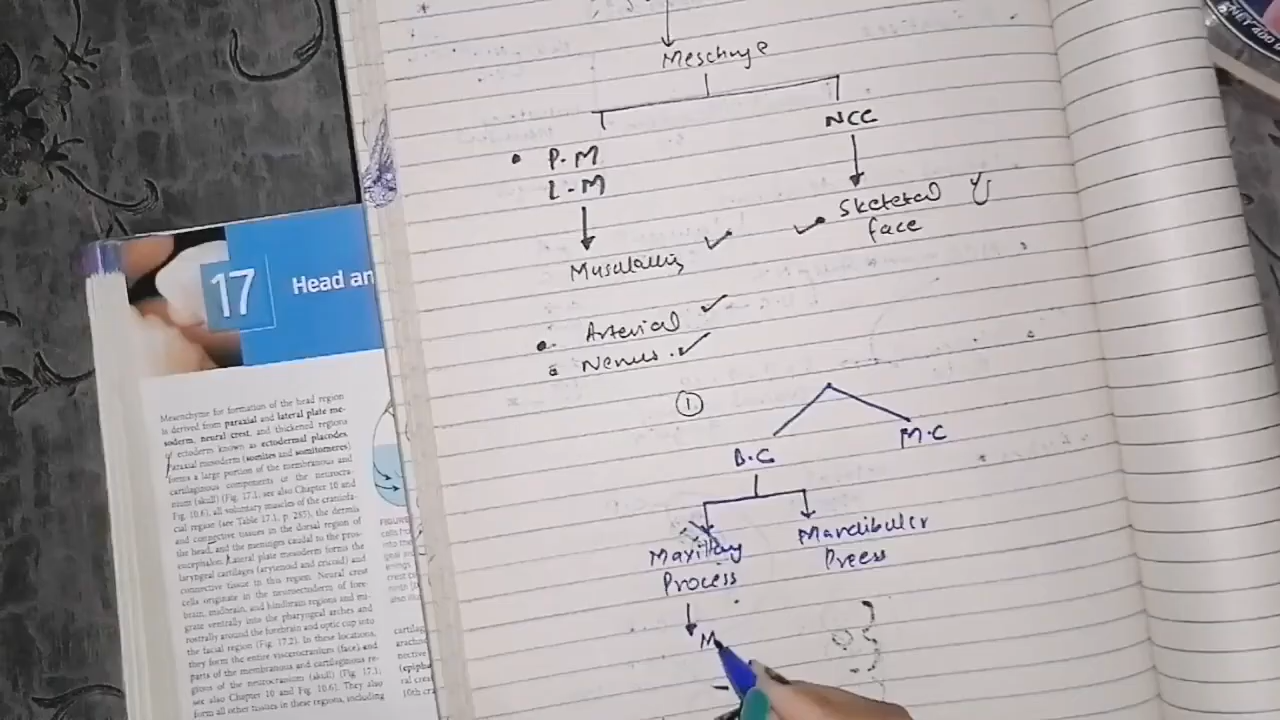 Meschnye
NCC
• P.M
L-M
Skeletal
face
Arterial
Nerves.
①
B.C
M.C
Maxillary
Process
Mandibular
Prcess
M
17
Head an
Mesenchyme for formation of the head region
is derived from paraxial and lateral plate me-
soderm, neural crest, and thickened regions
of ectoderm known as ectodermal placodes.
Paraxial mesoderm (somites and somitomeres)
forms a large portion of the membranous and
cartilaginous components of the neurocra-
nium (skull) (Fig. 17.1; see also Chapter 10 and
Fig. 10.6), all voluntary muscles of the craniofa-
cial region (see Table 17.1, p. 287), the dermis
and connective tissues in the dorsal region of
the head, and the meninges caudal to the pros-
encephalon. Lateral plate mesoderm forms the
laryngeal cartilages (arytenoid and cricoid) and
connective tissue in this region. Neural crest
cells originate in the neuroectoderm of fore-
brain, midbrain, and hindbrain regions and mi-
grate ventrally into the pharyngeal arches and
rostrally around the forebrain and optic cup into
the facial region (Fig. 17.2). In these locations,
they form the entire viscerocranium (face) and
parts of the membranous and cartilaginous re-
gions of the neurocranium (skull) (Fig. 17.1;
see also Chapter 10 and Fig. 10.6). They also
form all other tissues in these regions, including
FIGURE
cartilag
nective
(epiph
10th cr